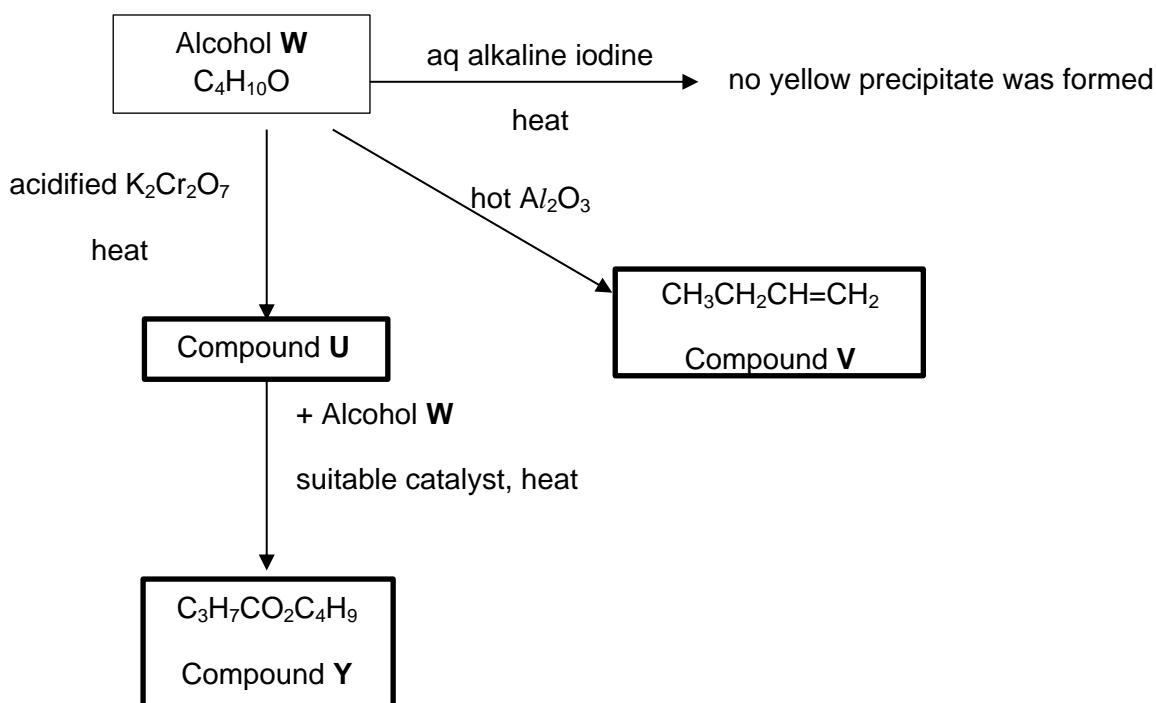 Alcohol W
C₄H₁₀O
aq alkaline iodine
heat
no yellow precipitate was formed
acidified K₂Cr₂O₇
heat
hot Al₂O₃
CH₃CH₂CH=CH₂
Compound V
Compound U
+ Alcohol W
suitable catalyst, heat
C₃H₇CO₂C₄H₉
Compound Y